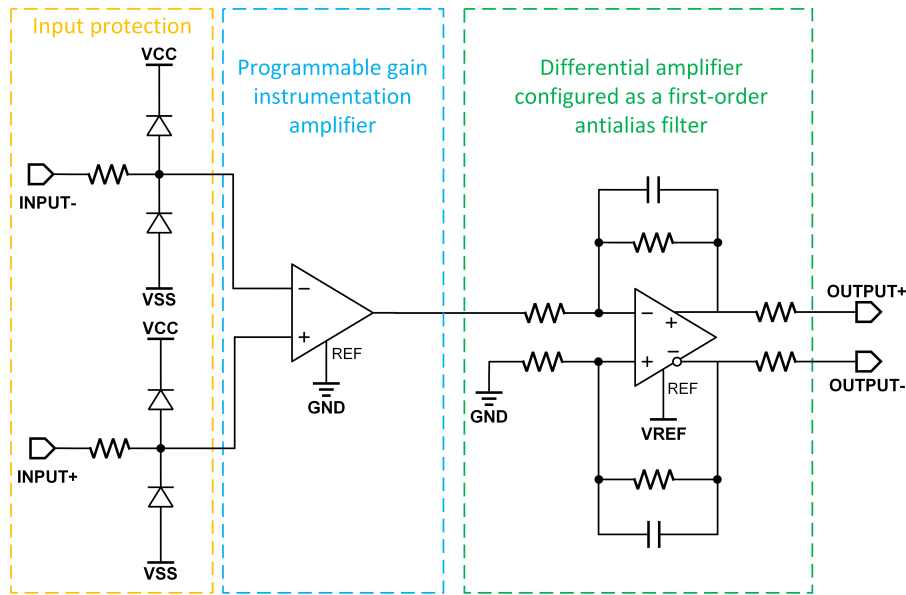 Input protection
VCC
INPUT-
VSS
VCC
INPUT+
VSS
Programmable gain
instrumentation
amplifier
−
+
REF
GND
Differential amplifier
configured as a first-order
antialias filter
GND
−
+
+
−
REF
VREF
OUTPUT+
OUTPUT-